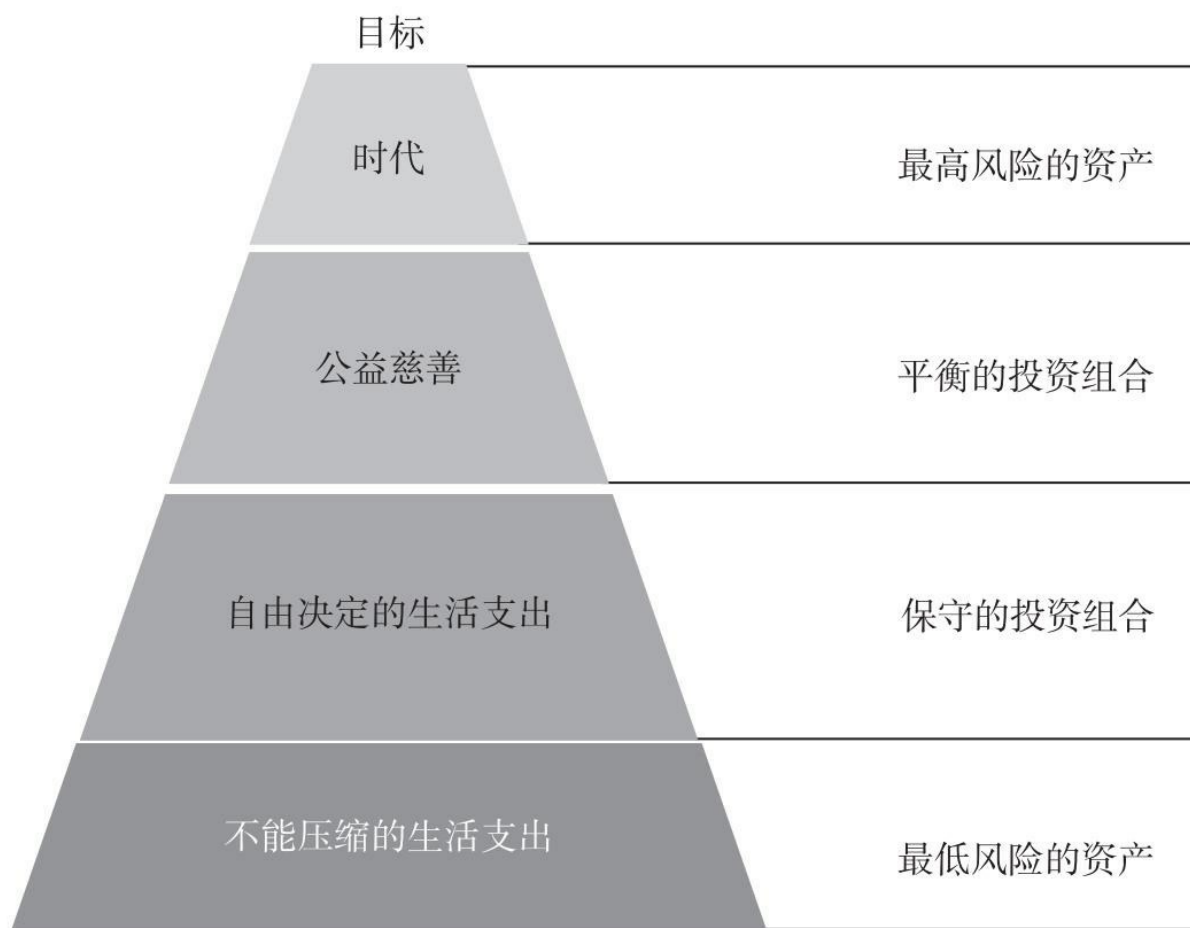 目标
时代
最高风险的资产
公益慈善
平衡的投资组合
自由决定的生活支出
保守的投资组合
不能压缩的生活支出
最低风险的资产